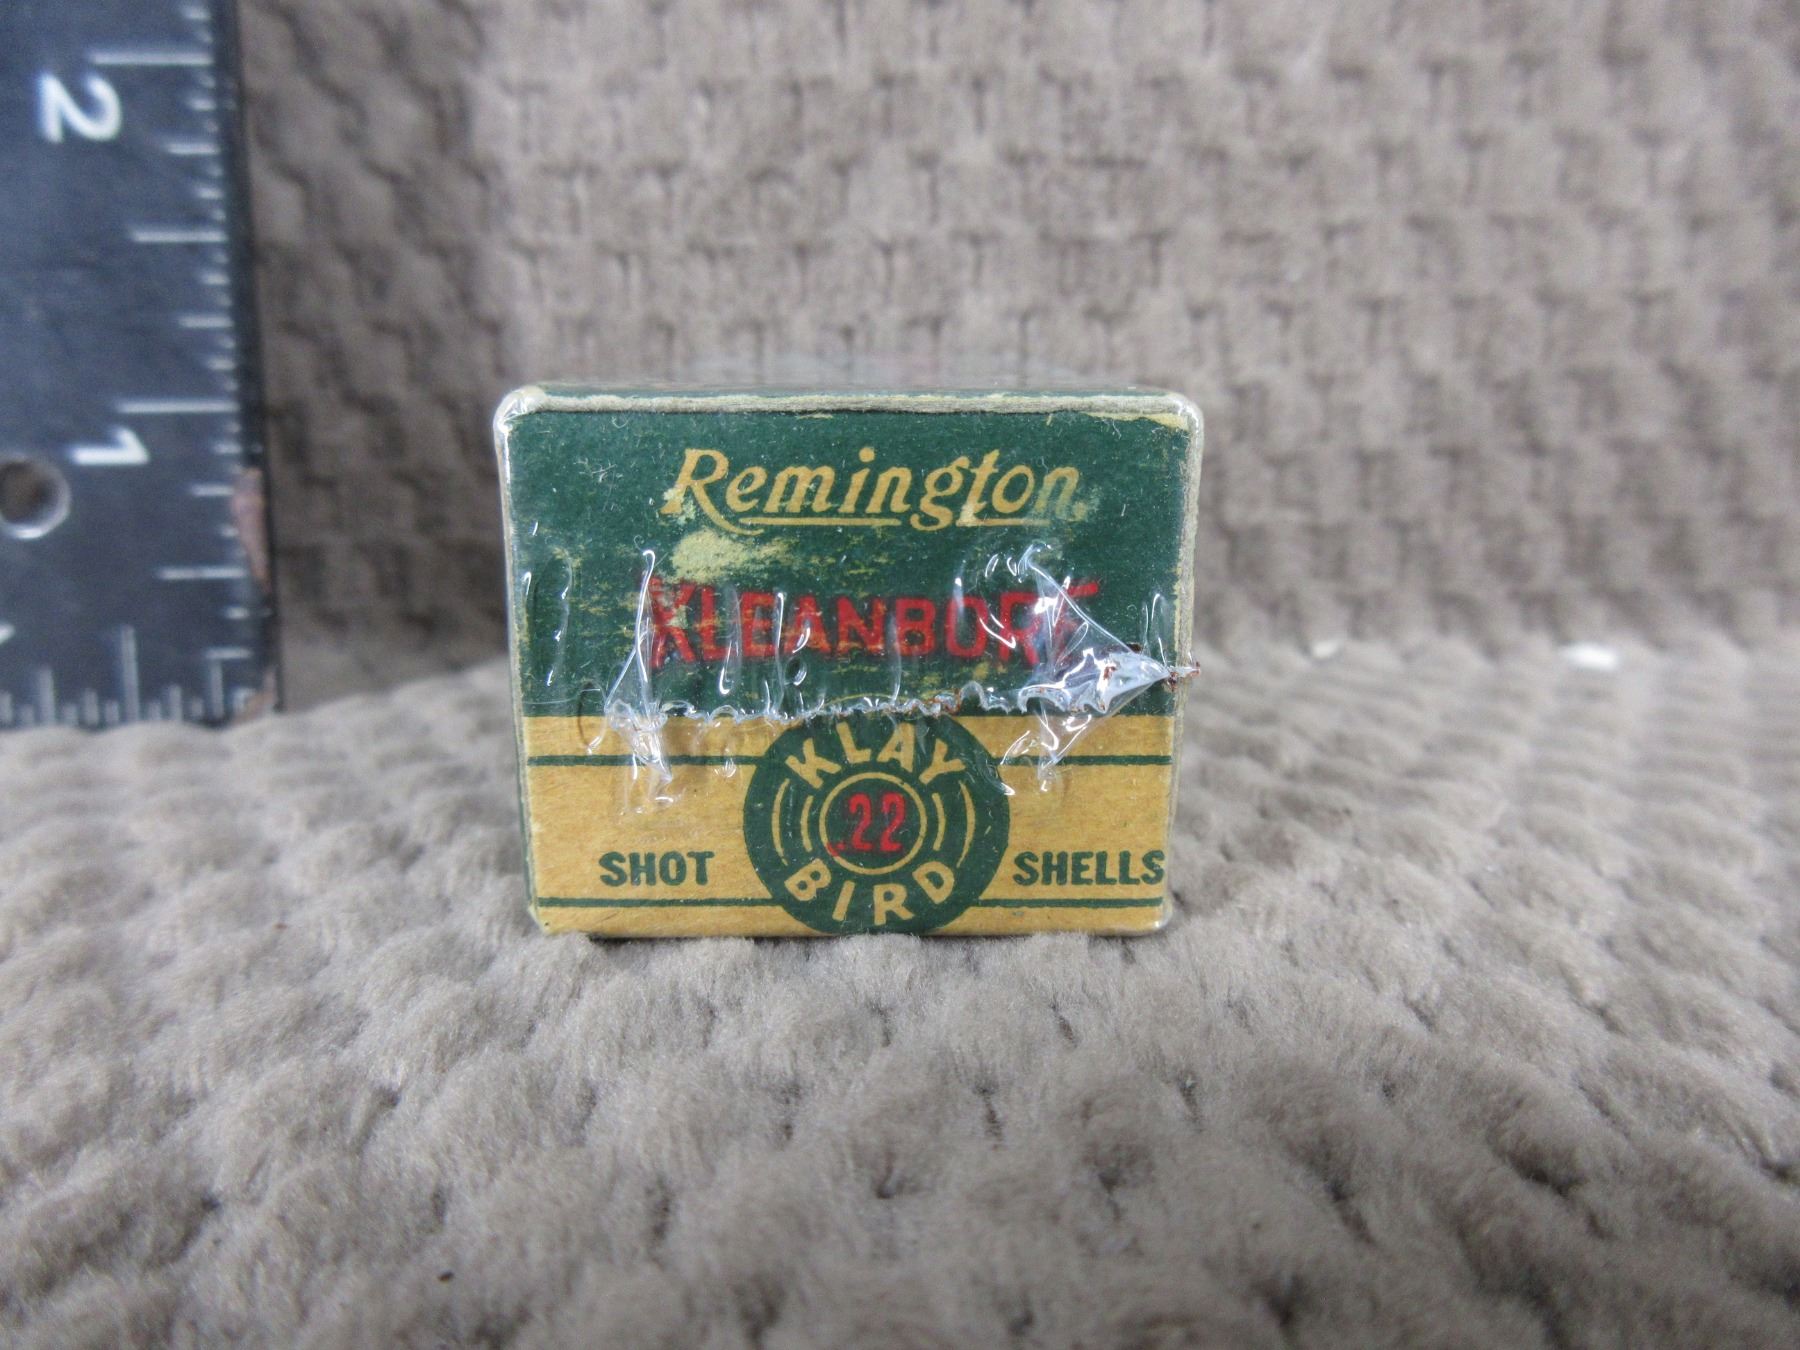 2
1
Remington
KLEANBORE
KLAY
.22
BIRD
SHOT SHELLS